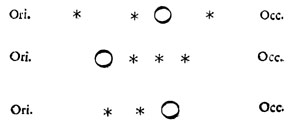 Ori. * * O * Occ.
Ori. O * * * Occ.
Ori. * * O Occ.